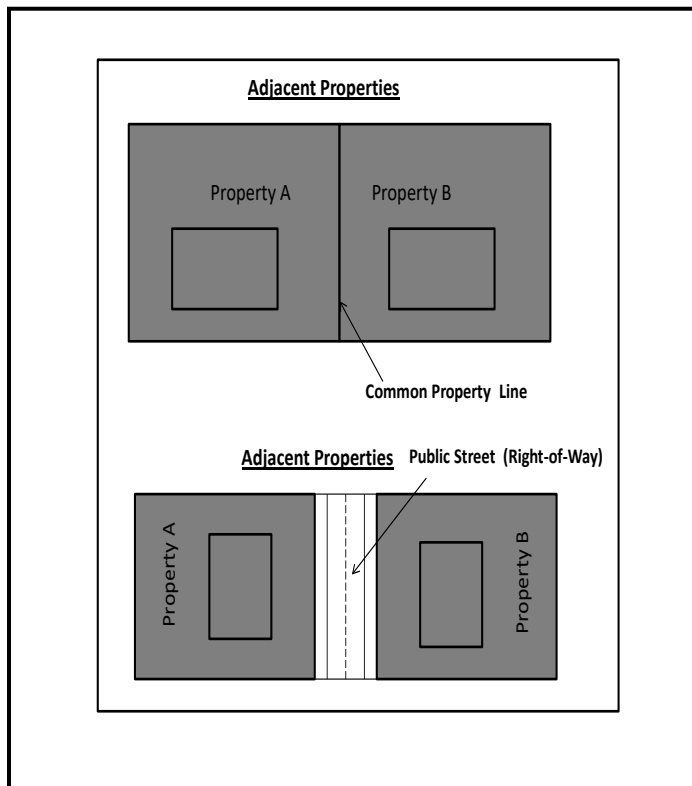 Adjacent Properties
Property A
Property B
Common Property Line
Adjacent Properties
Public Street (Right-of-Way)
Property A
Property B